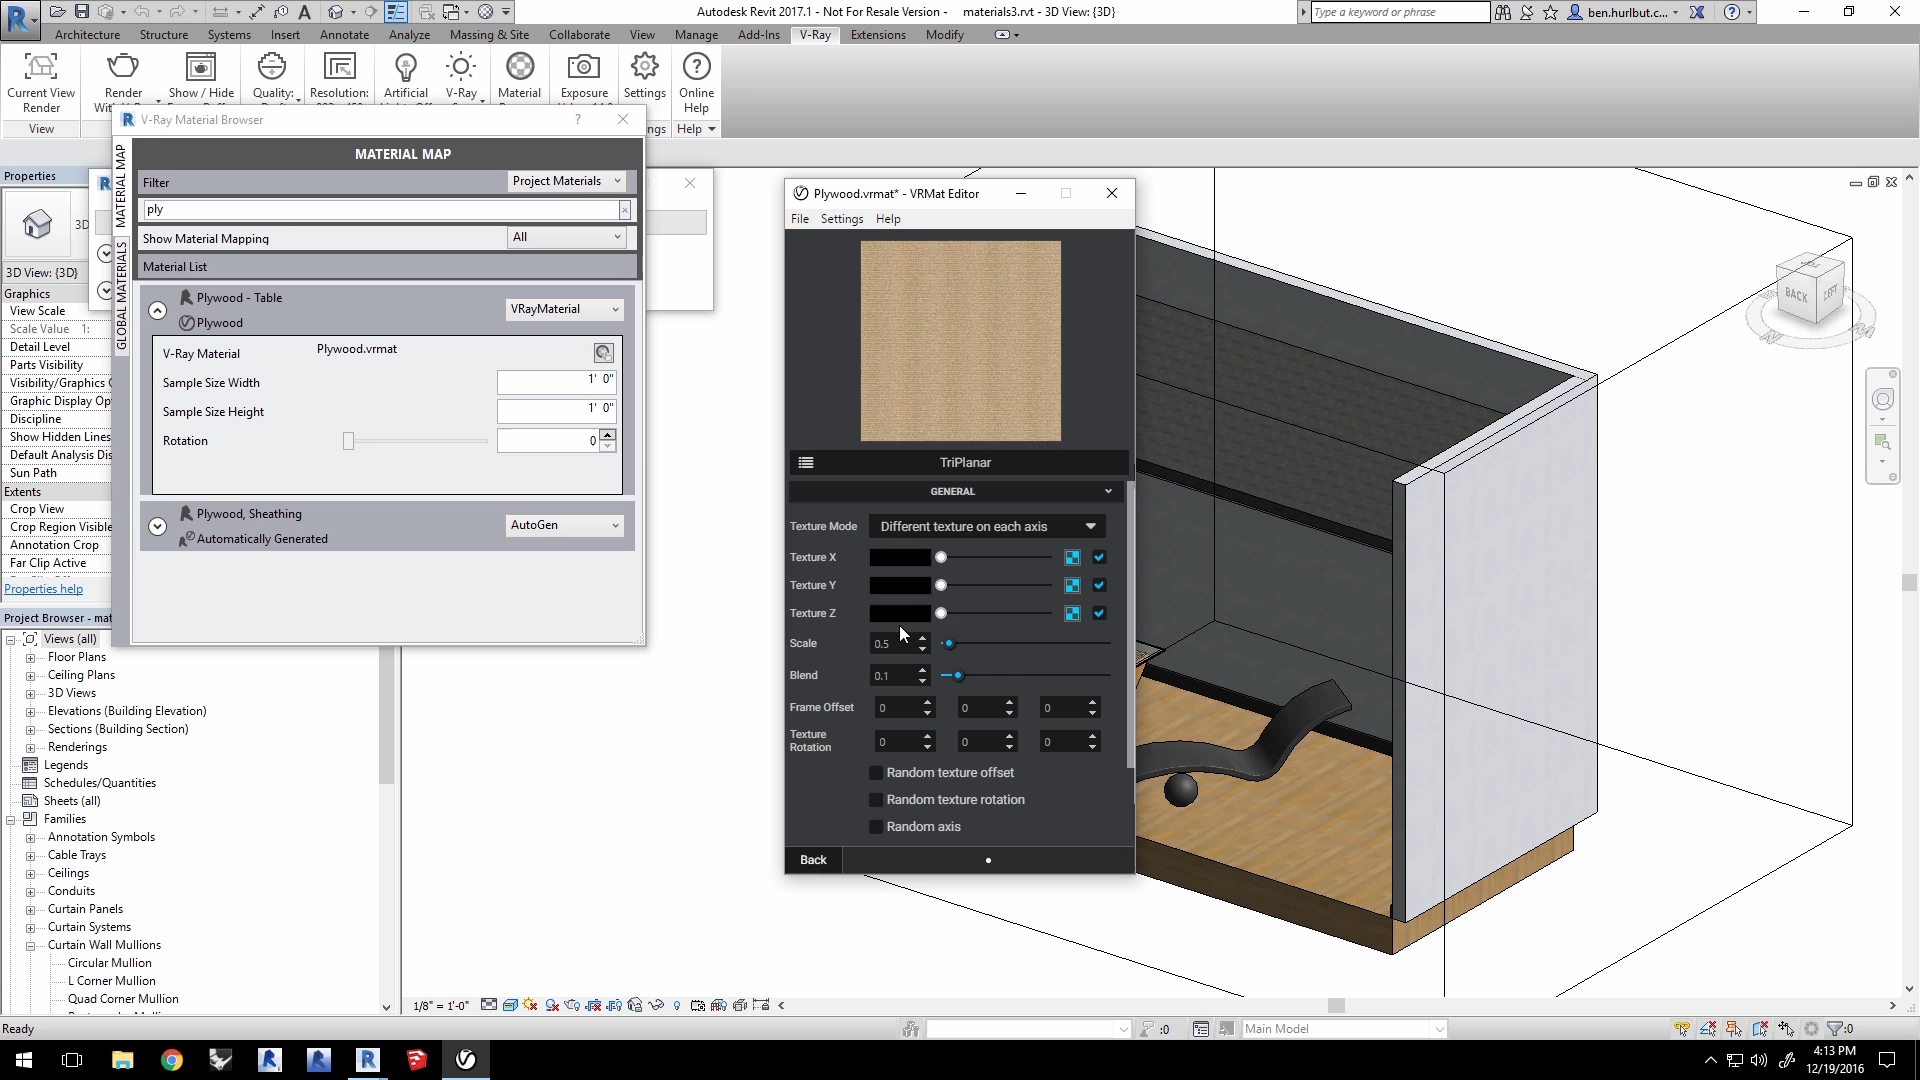 Autodesk Revit 2017.1 - Not For Resale Version - materials3.rvt - 3D View: {3D}
Type a keyword or phrase
ben.hurlbut.c...
Architecture Structure Systems Insert Annotate Analyze Massing & Site Collaborate View Manage Add-Ins V-Ray Extensions Modify
Current View Render
Render
Show / Hide
Quality:
Resolution:
Artificial
V-Ray
Material
Exposure
Settings
Online Help
View
Help
V-Ray Material Browser
MATERIAL MAP
GLOBAL MATERIALS
MATERIAL MAP
Filter Project Materials
ply
Show Material Mapping All
Material List
Plywood - Table
VRayMaterial
Plywood
V-Ray Material Plywood.vrmat
Sample Size Width 1' 0"
Sample Size Height 1' 0"
Rotation 0
Plywood, Sheathing
AutoGen
Automatically Generated
Properties
3D View: {3D}
Graphics
View Scale
Scale Value 1:
Detail Level
Parts Visibility
Visibility/Graphics
Graphic Display
Discipline
Show Hidden Lines
Default Analysis
Sun Path
Extents
Crop View
Crop Region Visible
Annotation Crop
Far Clip Active
Properties help
Project Browser - mat
Views (all)
Floor Plans
Ceiling Plans
3D Views
Elevations (Building Elevation)
Sections (Building Section)
Renderings
Legends
Schedules/Quantities
Sheets (all)
Families
Annotation Symbols
Cable Trays
Ceilings
Conduits
Curtain Panels
Curtain Systems
Curtain Wall Mullions
Circular Mullion
L Corner Mullion
Quad Corner Mullion
Plywood.vrmat* - VRMat Editor
File Settings Help
TriPlanar
GENERAL
Texture Mode Different texture on each axis
Texture X
Texture Y
Texture Z
Scale 0.5
Blend 0.1
Frame Offset 0 0 0
Texture Rotation 0 0 0
Random texture offset
Random texture rotation
Random axis
Back
BACK
LEFT
1/8" = 1'-0"
Ready
:0
Main Model
:0
4:13 PM
12/19/2016